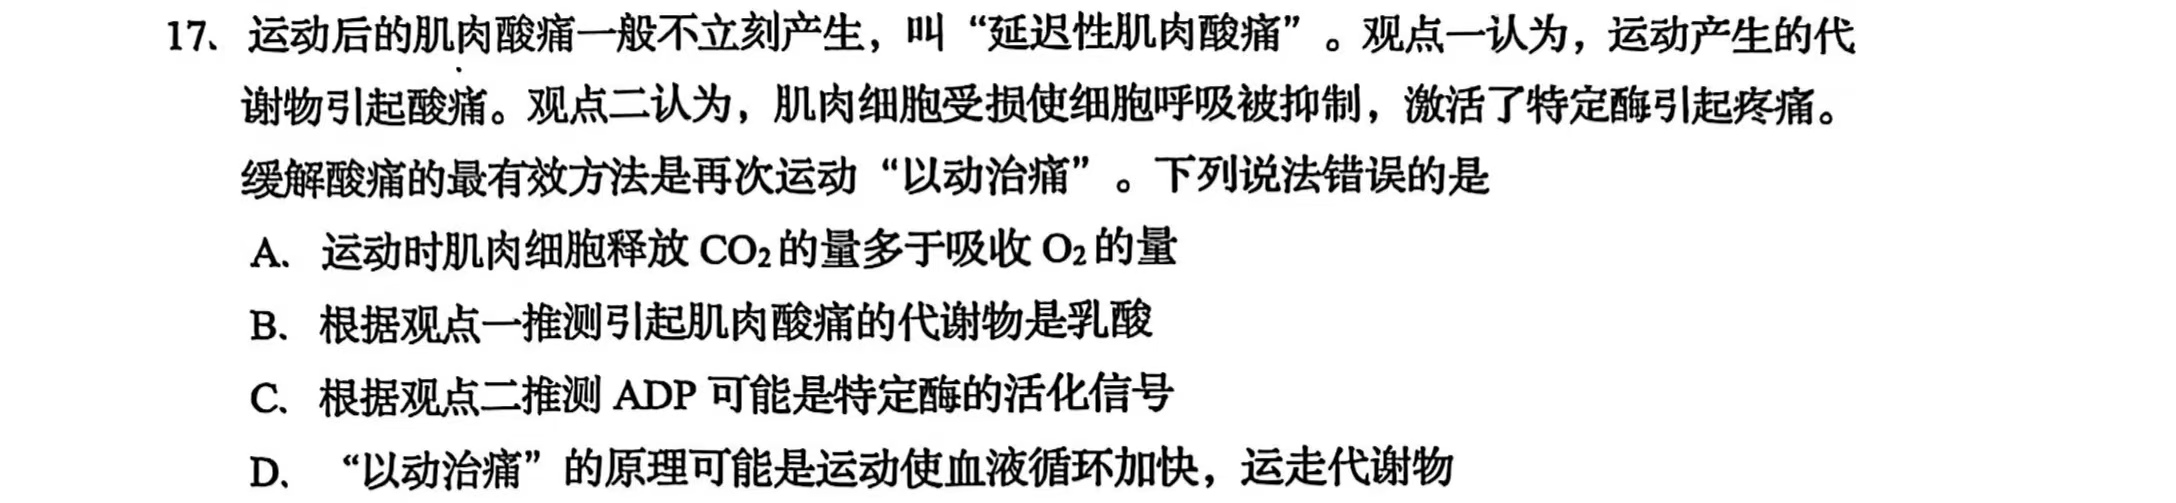 17、运动后的肌肉酸痛一般不立刻产生，叫“延迟性肌肉酸痛”。观点一认为，运动产生的代
谢物引起酸痛。观点二认为，肌肉细胞受损使细胞呼吸被抑制，激活了特定酶引起疼痛。
缓解酸痛的最有效方法是再次运动“以动治痛”。下列说法错误的是
A、运动时肌肉细胞释放 CO₂的量多于吸收 O₂的量
B、根据观点一推测引起肌肉酸痛的代谢物是乳酸
C、根据观点二推测 ADP 可能是特定酶的活化信号
D、“以动治痛”的原理可能是运动使血液循环加快，运走代谢物